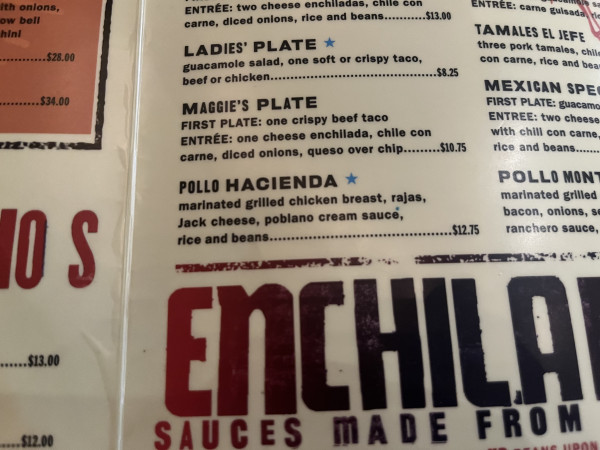 ith onions,
ow bell
hini
$28.00
$34.00
NO S
$13.00
$12.00
ENTRÉE: two cheese enchiladas, chile con
carne, diced onions, rice and beans.....$13.00
LADIES' PLATE ★
guacamole salad, one soft or crispy taco,
beef or chicken.....$8.25
MAGGIE'S PLATE
FIRST PLATE: one crispy beef taco
ENTRÉE: one cheese enchilada, chile con
carne, diced onions, queso over chip.....$10.75
POLLO HACIENDA ★
marinated grilled chicken breast, rajas,
Jack cheese, poblano cream sauce,
rice and beans.....$12.75
ENTRÉE: carne guisada
TAMALES EL JEFE
three pork tamales, chile
con carne, rice and bea
MEXICAN SPEC
FIRST PLATE: guacamo
ENTREE: two cheese
with chili con carne,
rice and beans.....
POLLO MONT
marinated grilled
bacon, onions, se
ranchero sauce,
ENCHILA
SAUCES MADE FROM